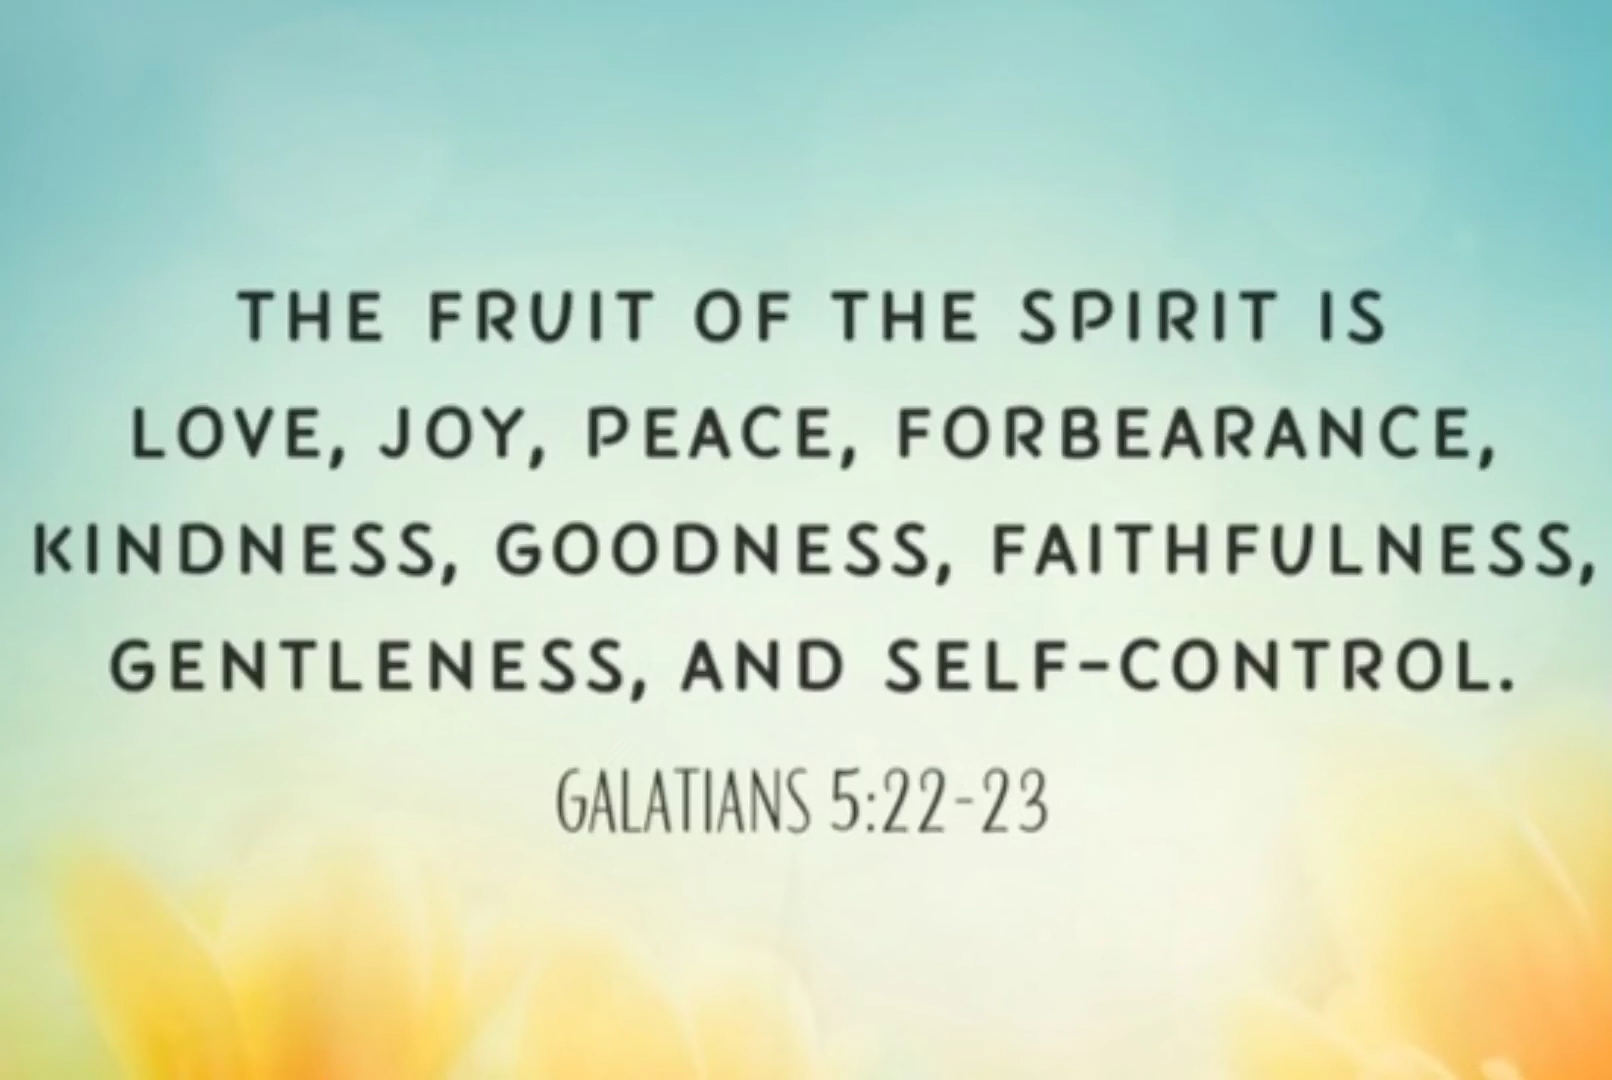 THE FRUIT OF THE SPIRIT IS
LOVE, JOY, PEACE, FORBEARANCE,
KINDNESS, GOODNESS, FAITHFULNESS,
GENTLENESS, AND SELF-CONTROL.
GALATIANS 5:22-23